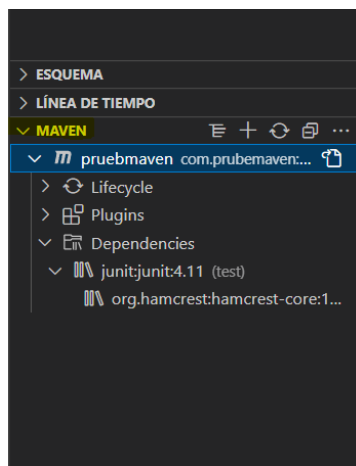 ESQUEMA
LÍNEA DE TIEMPO
MAVEN
pruebmaven com.prubemaven:...
Lifecycle
Plugins
Dependencies
junit:junit:4.11 (test)
org.hamcrest:hamcrest-core:1...